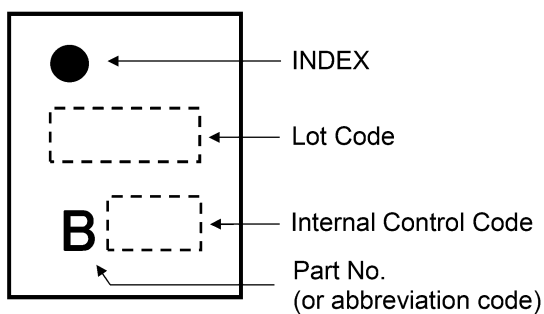 INDEX
Lot Code
B
Internal Control Code
Part No.
(or abbreviation code)